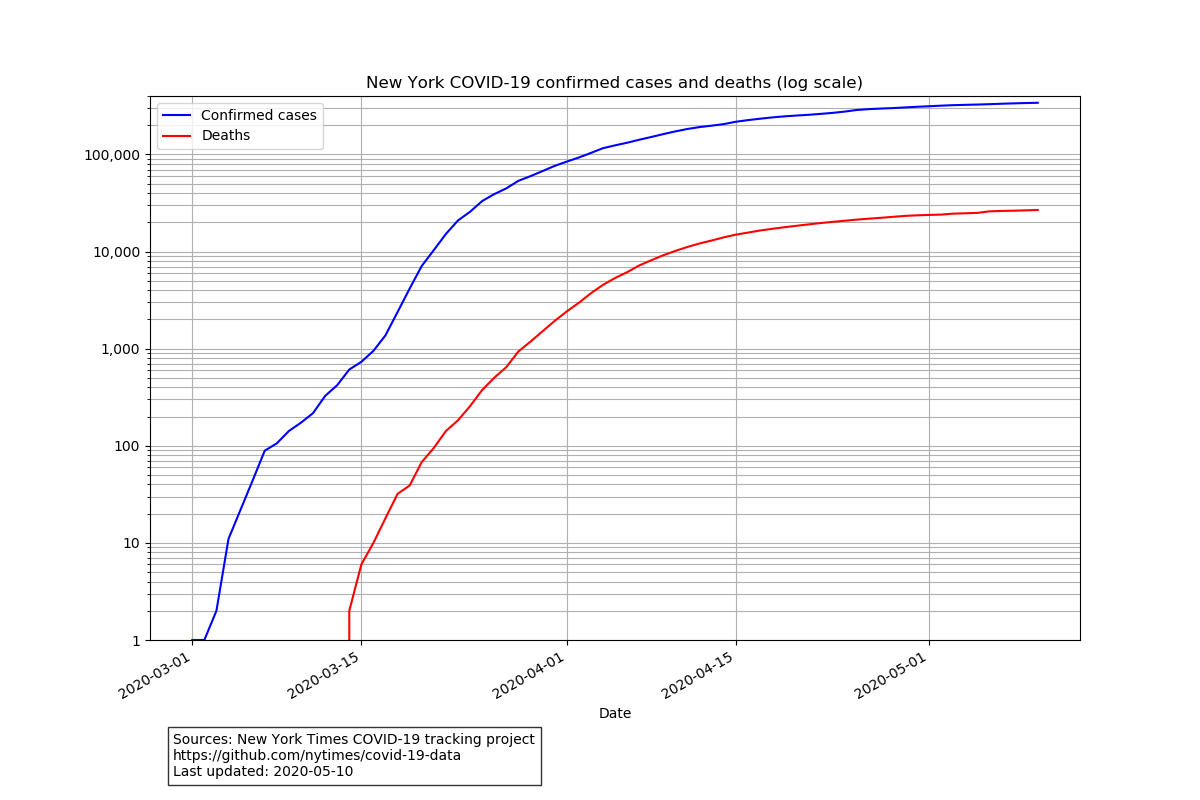 New York COVID-19 confirmed cases and deaths (log scale)
Confirmed cases
Deaths
100,000
10,000
1,000
100
10
1
2020-03-01
2020-03-15
2020-04-01
2020-04-15
2020-05-01
Date
Sources: New York Times COVID-19 tracking project
https://github.com/nytimes/covid-19-data
Last updated: 2020-05-10